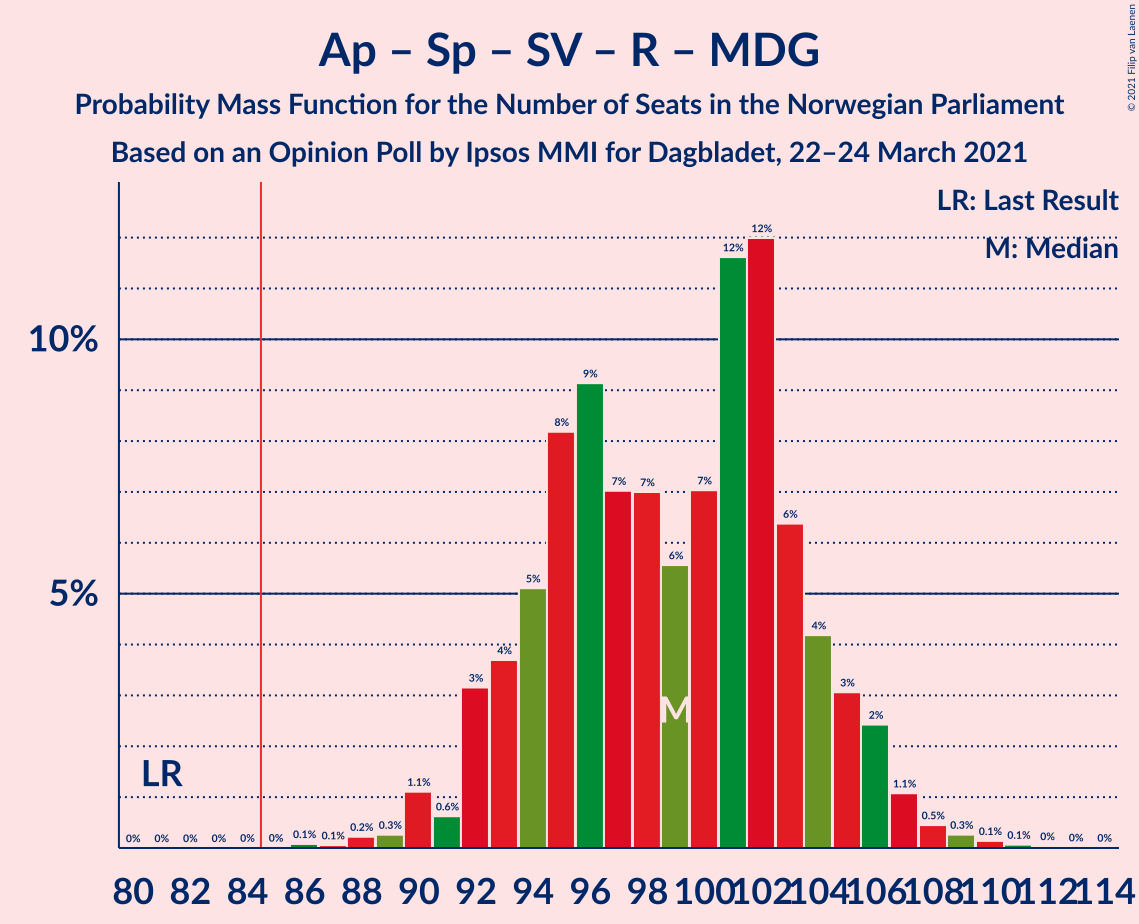 © 2021 Filip van Laenen
Ap – Sp – SV – R – MDG
Probability Mass Function for the Number of Seats in the Norwegian Parliament
Based on an Opinion Poll by Ipsos MMI for Dagbladet, 22–24 March 2021
LR: Last Result
M: Median
10%
5%
LR
M
0% 0% 0% 0% 0% 0% 0.1% 0.1% 0.2% 0.3% 1.1% 0.6% 3% 4% 5% 8% 9% 7% 7% 6% 7% 12% 12% 6% 4% 3% 2% 1.1% 0.5% 0.3% 0.1% 0.1% 0% 0% 0%
80 82 84 86 88 90 92 94 96 98 100 102 104 106 108 110 112 114